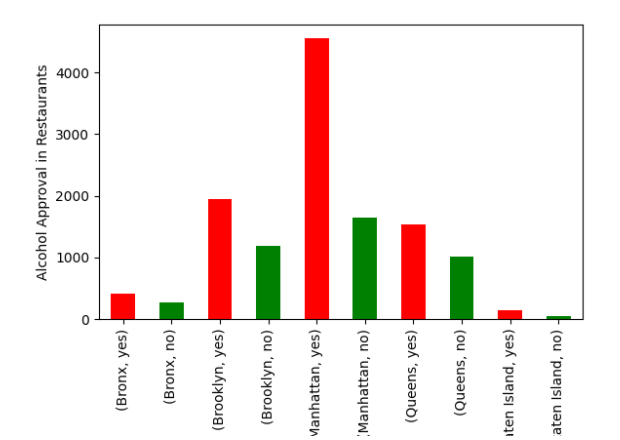 Alcohol Approval in Restaurants
4000
3000
2000
1000
0
(Bronx, yes)
(Bronx, no)
(Brooklyn, yes)
(Brooklyn, no)
Manhattan, yes)
(Manhattan, no)
(Queens, yes)
(Queens, no)
aten Island, yes)
aten Island, no)